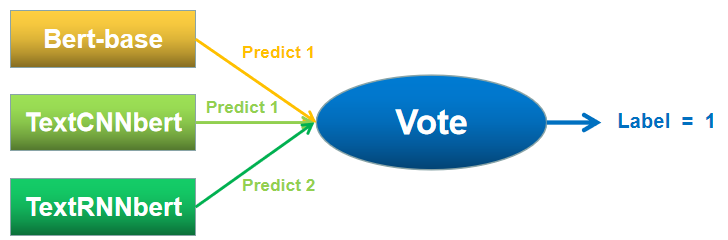 Bert-base
Predict 1
TextCNNbert
Predict 1
Vote
Label = 1
TextRNNbert
Predict 2